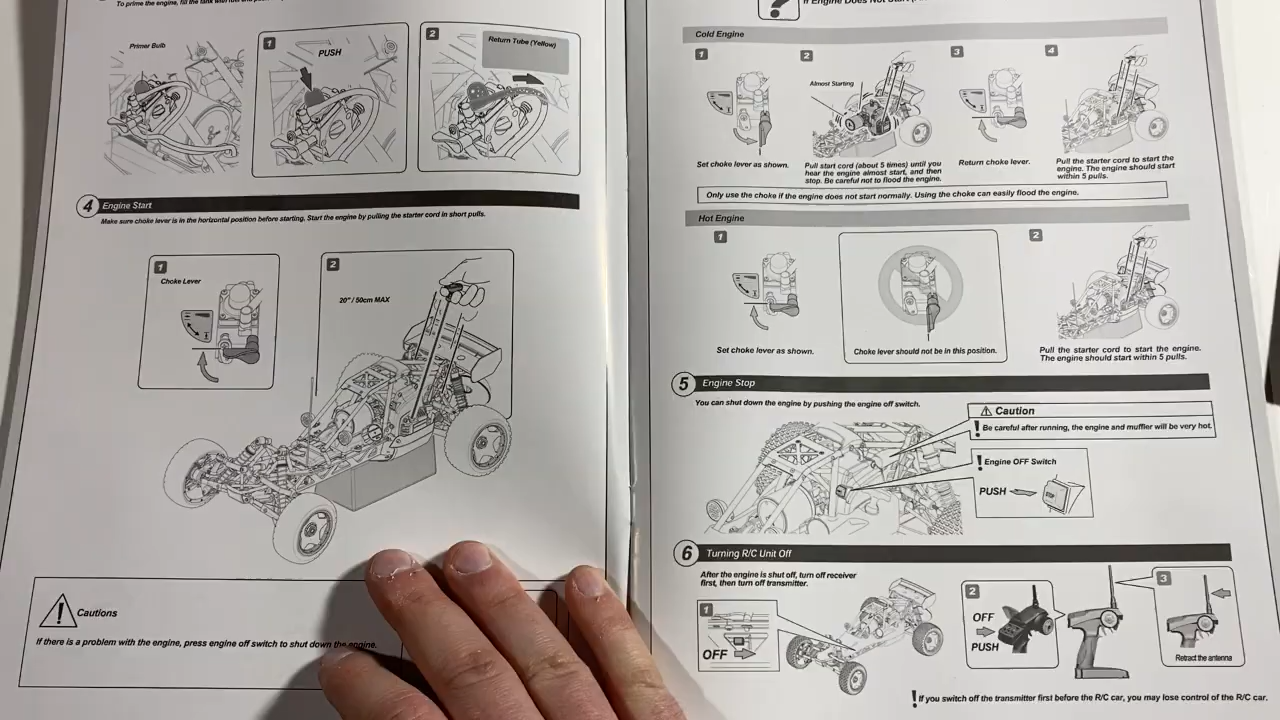 To prime the engine, fill the tank with fuel and
Primer Bulb
1
PUSH
2
Return Tube (Yellow)
4 Engine Start
Make sure choke lever is in the horizontal position before starting. Start the engine by pulling the starter cord in short pulls.
1
Choke Lever
2
20" / 50cm MAX
Cautions
If there is a problem with the engine, press engine off switch to shut down the engine.
If Engine Does Not Start
Cold Engine
1
Set choke lever as shown.
2
Almost Starting
Pull start cord (about 5 times) until you
hear the engine almost start, and then
stop. Be careful not to flood the engine.
3
Return choke lever.
4
Pull the starter cord to start the
engine. The engine should start
within 5 pulls.
Only use the choke if the engine does not start normally. Using the choke can easily flood the engine.
Hot Engine
1
Set choke lever as shown.
Choke lever should not be in this position.
2
Pull the starter cord to start the engine.
The engine should start within 5 pulls.
5 Engine Stop
You can shut down the engine by pushing the engine off switch.
Caution
Be careful after running, the engine and muffler will be very hot.
Engine OFF Switch
PUSH
6 Turning R/C Unit Off
After the engine is shut off, turn off receiver
first, then turn off transmitter.
1
OFF
2
OFF
PUSH
3
Retract the antenna
If you switch off the transmitter first before the R/C car, you may lose control of the R/C car.